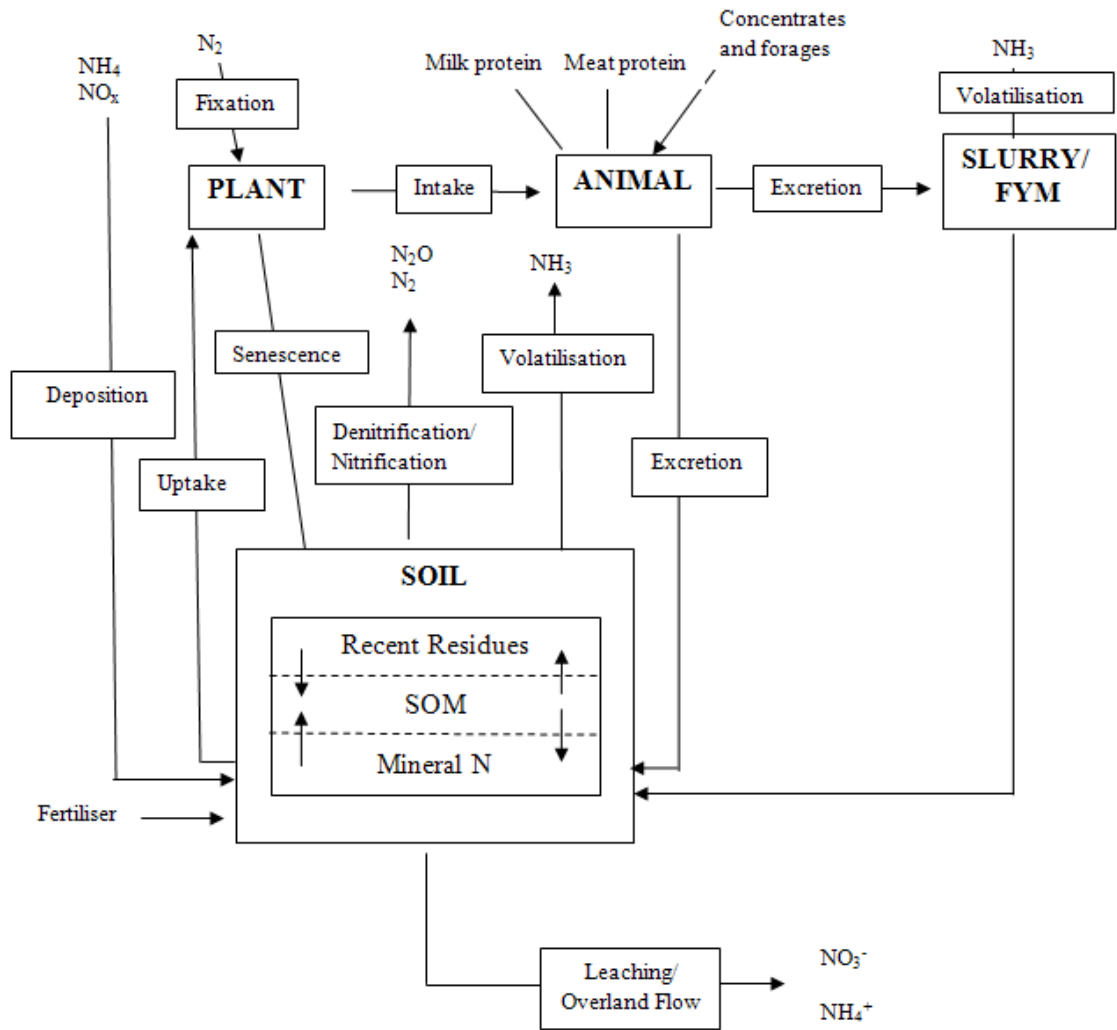 NH₄
NOₓ
N₂
Fixation
Milk protein
Meat protein
Concentrates
and forages
NH₃
Volatilisation
PLANT
Intake
ANIMAL
Excretion
SLURRY/
FYM
N₂O
N₂
NH₃
Senescence
Volatilisation
Deposition
Denitrification/
Nitrification
Excretion
Uptake
SOIL
Recent Residues
SOM
Mineral N
Fertiliser
Leaching/
Overland Flow
NO₃⁻
NH₄⁺